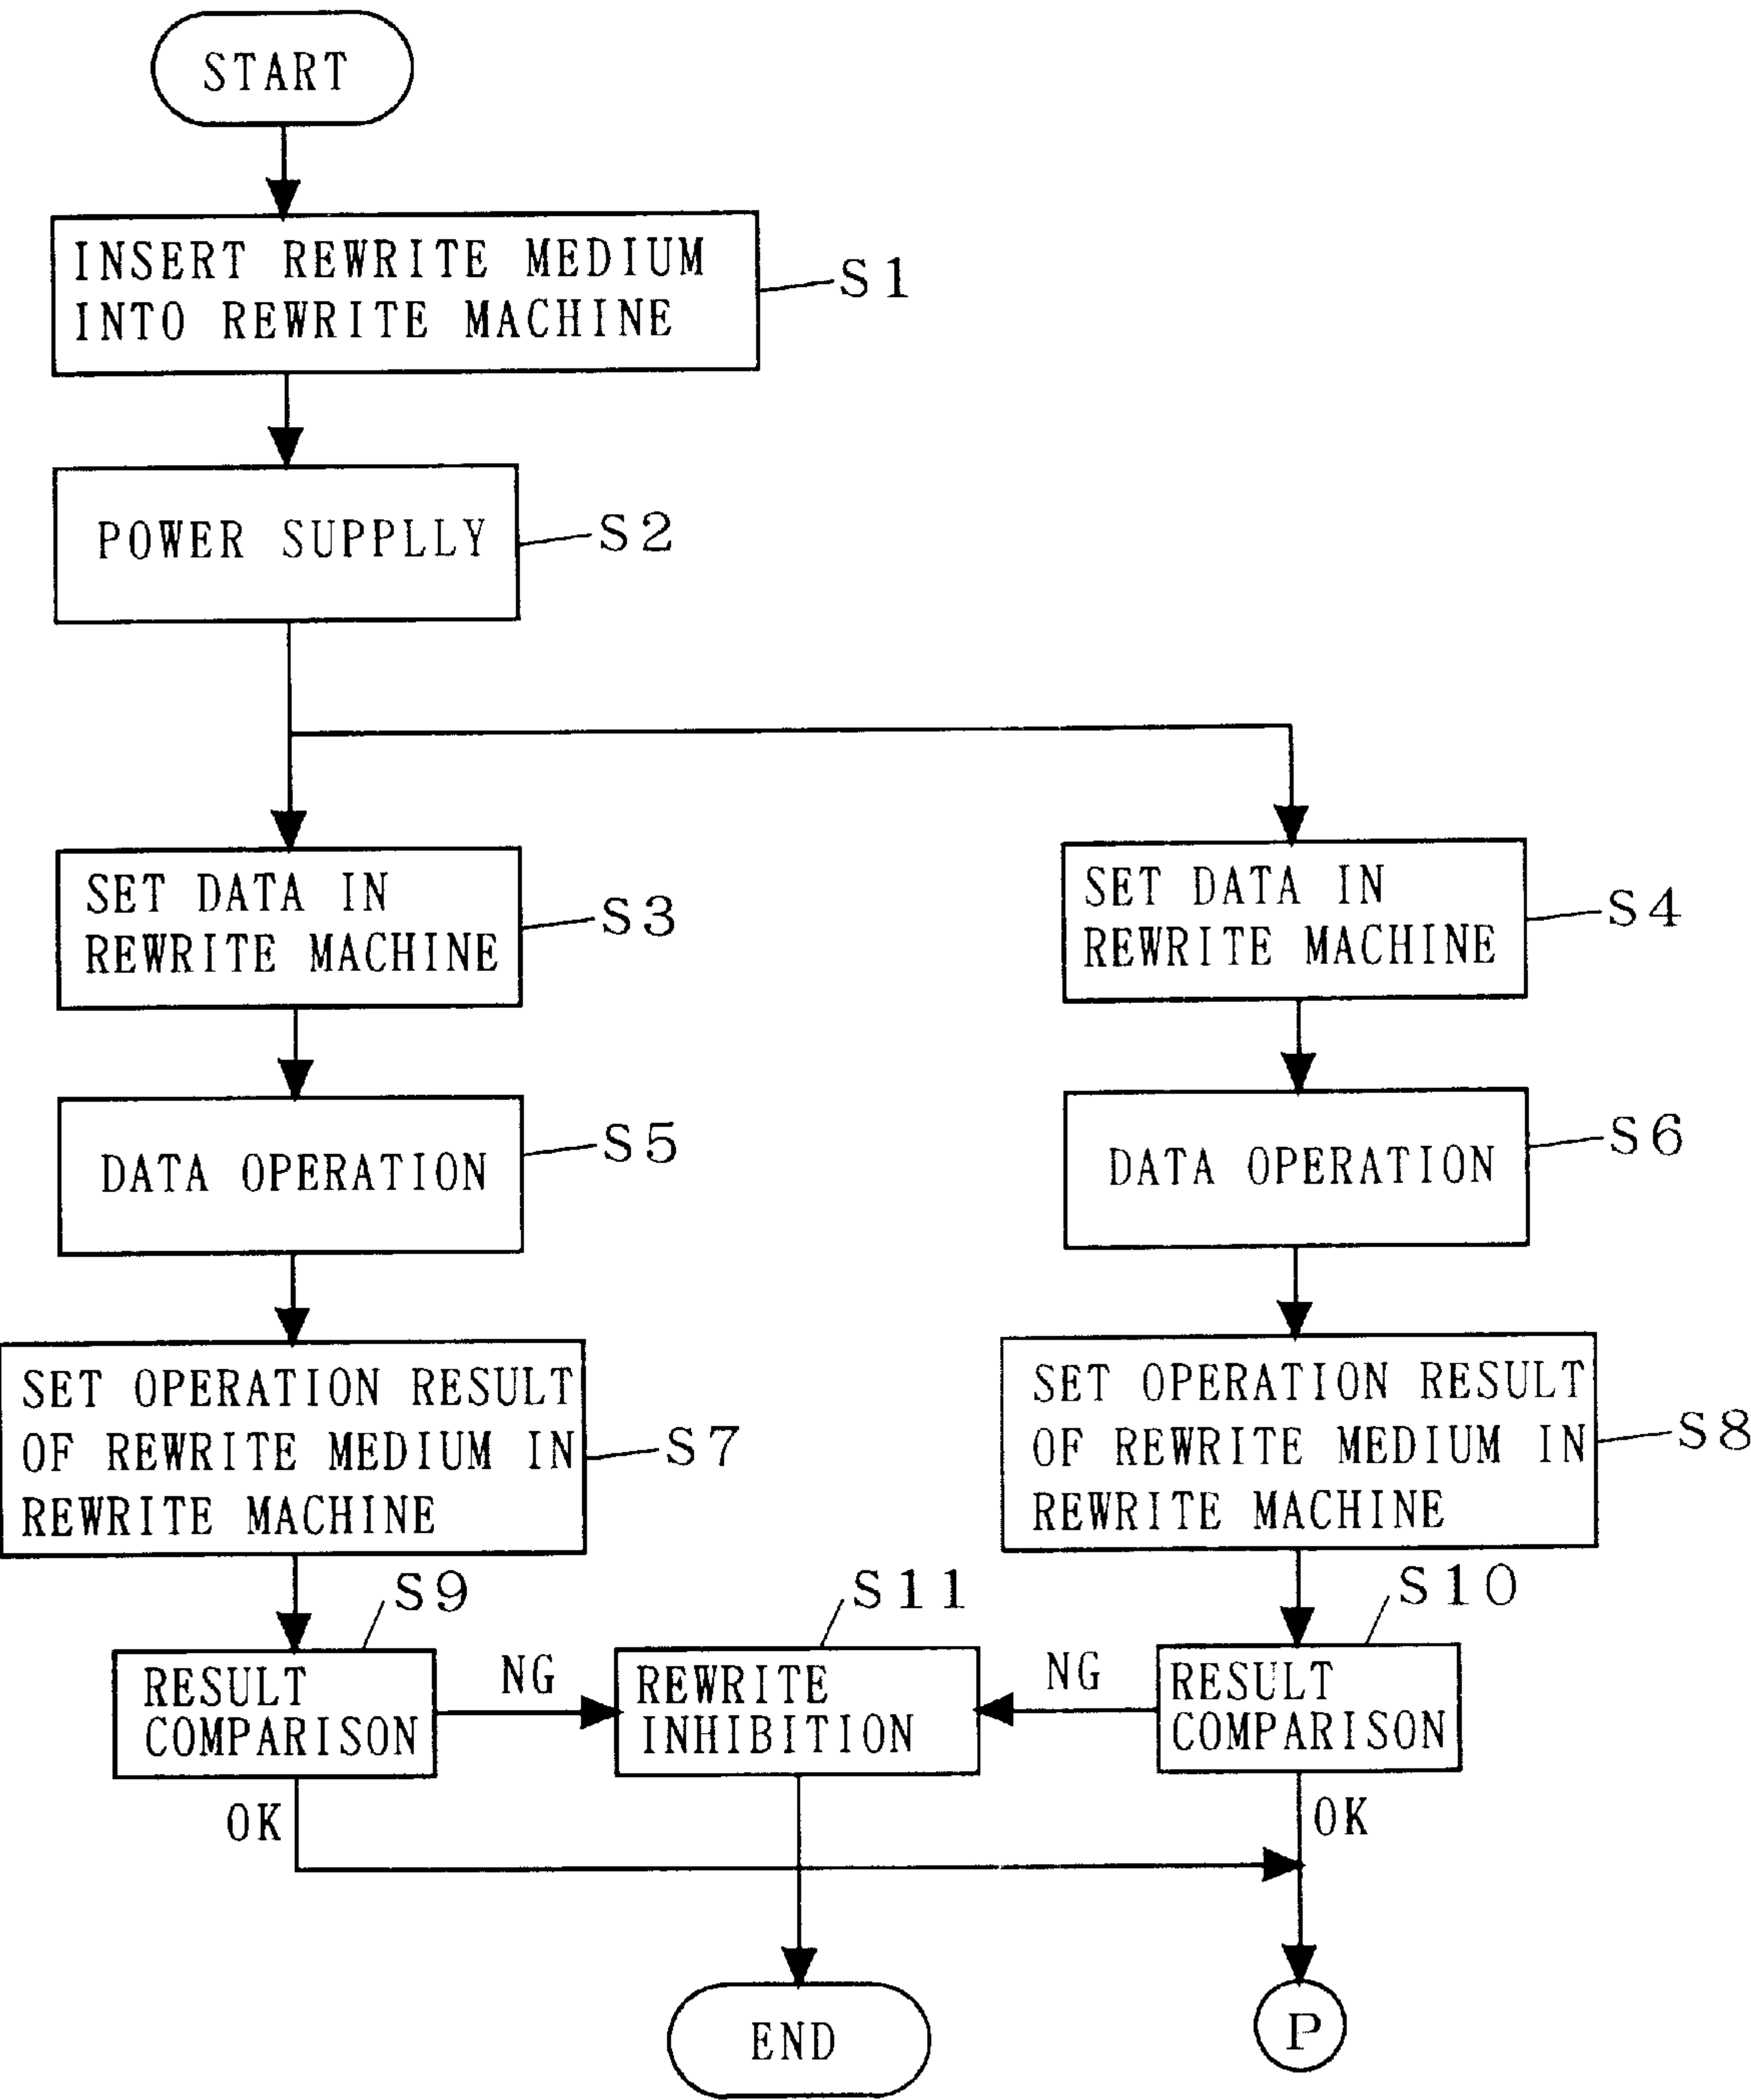 START
INSERT REWRITE MEDIUM
INTO REWRITE MACHINE
S1
POWER SUPPLLY
S2
SET DATA IN
REWRITE MACHINE
S3
SET DATA IN
REWRITE MACHINE
S4
DATA OPERATION
S5
DATA OPERATION
S6
SET OPERATION RESULT
OF REWRITE MEDIUM IN
REWRITE MACHINE
S7
SET OPERATION RESULT
OF REWRITE MEDIUM IN
REWRITE MACHINE
S8
S9
RESULT
COMPARISON
NG
OK
S11
REWRITE
INHIBITION
S10
NG
RESULT
COMPARISON
OK
END
P